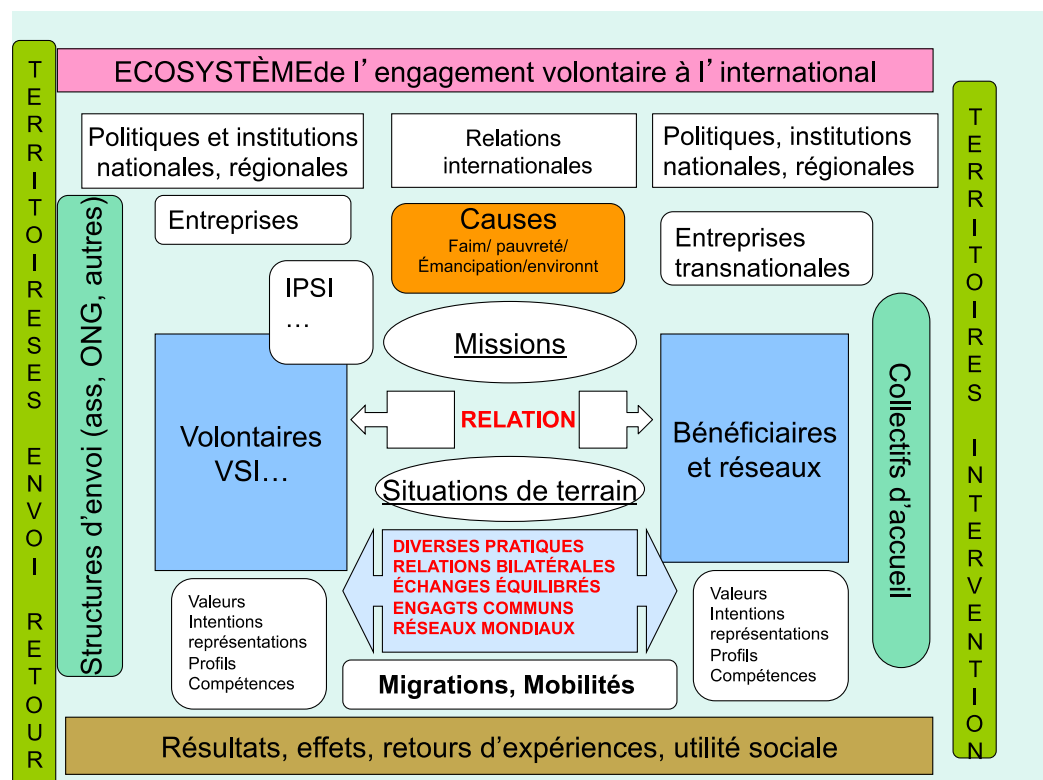 ECOSYSTÈMEde l’ engagement volontaire à l’ international
TERRITOIRESES ENVOI RETOUR
TERRITOIRES INTERVENTION
Politiques et institutions
nationales, régionales
Relations
internationales
Politiques, institutions
nationales, régionales
Structures d’envoi (ass, ONG, autres)
Entreprises
Causes
Faim/ pauvreté/
Émancipation/environnt
Entreprises
transnationales
IPSI
…
Missions
Volontaires
VSI…
RELATION
Bénéficiaires
et réseaux
Collectifs d’accueil
Situations de terrain
DIVERSES PRATIQUES
RELATIONS BILATÉRALES
ÉCHANGES ÉQUILIBRÉS
ENGAGTS COMMUNS
RÉSEAUX MONDIAUX
Valeurs
Intentions
représentations
Profils
Compétences
Valeurs
Intentions
représentations
Profils
Compétences
Migrations, Mobilités
Résultats, effets, retours d’expériences, utilité sociale